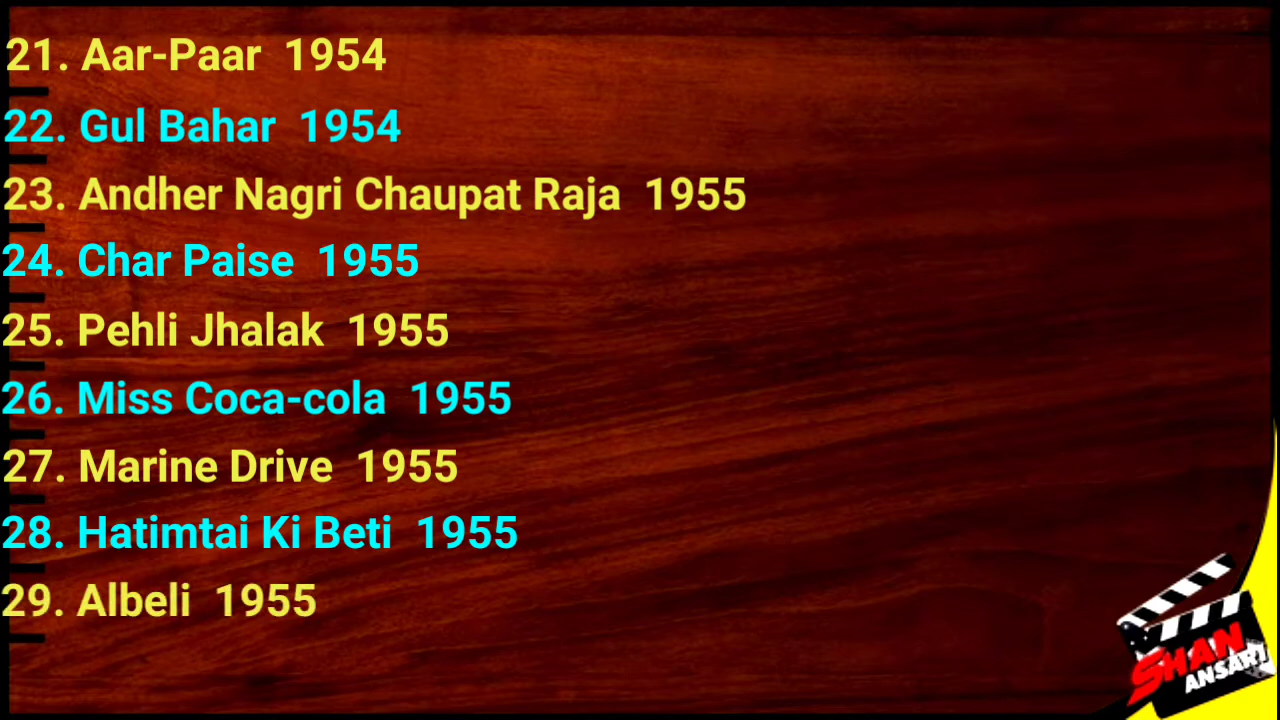 21. Aar-Paar 1954
22. Gul Bahar 1954
23. Andher Nagri Chaupat Raja 1955
24. Char Paise 1955
25. Pehli Jhalak 1955
26. Miss Coca-cola 1955
27. Marine Drive 1955
28. Hatimtai Ki Beti 1955
29. Albeli 1955
SHAN
ANSARI